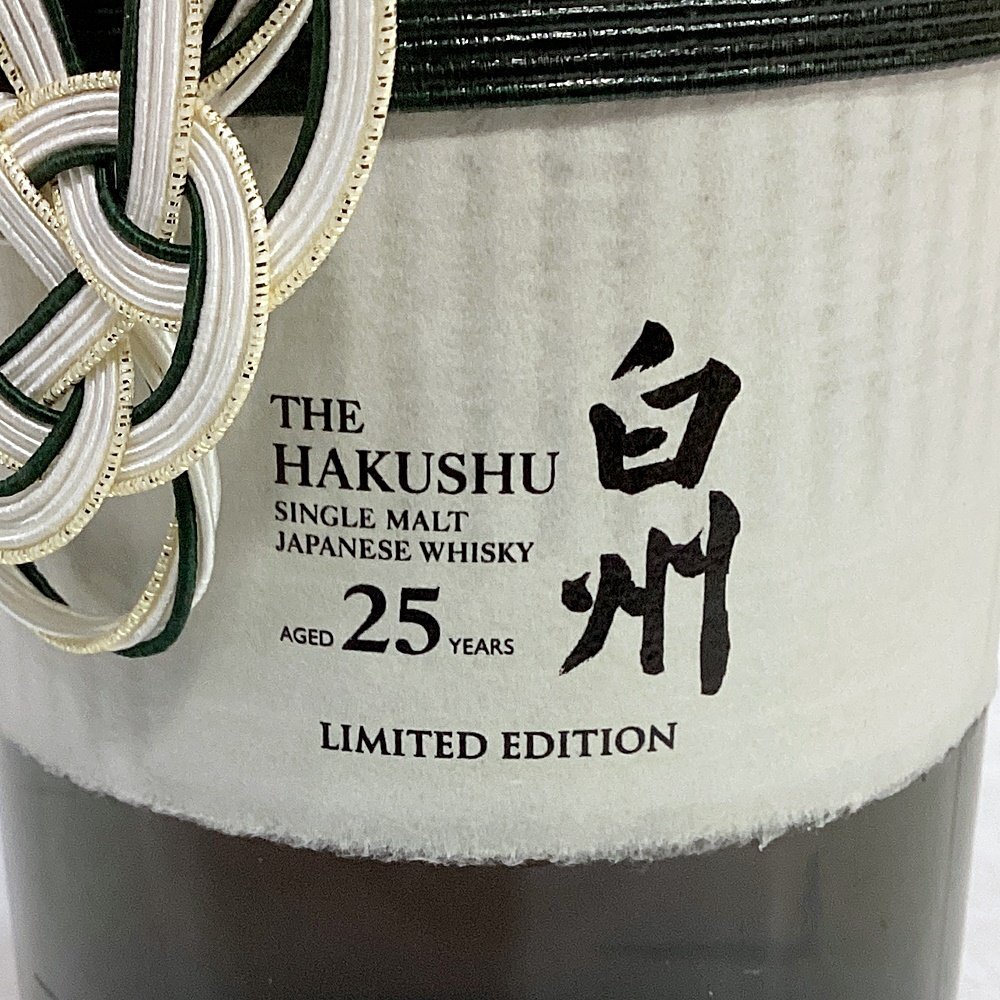 THE
HAKUSHU
SINGLE MALT
JAPANESE WHISKY
AGED 25 YEARS
白州
LIMITED EDITION